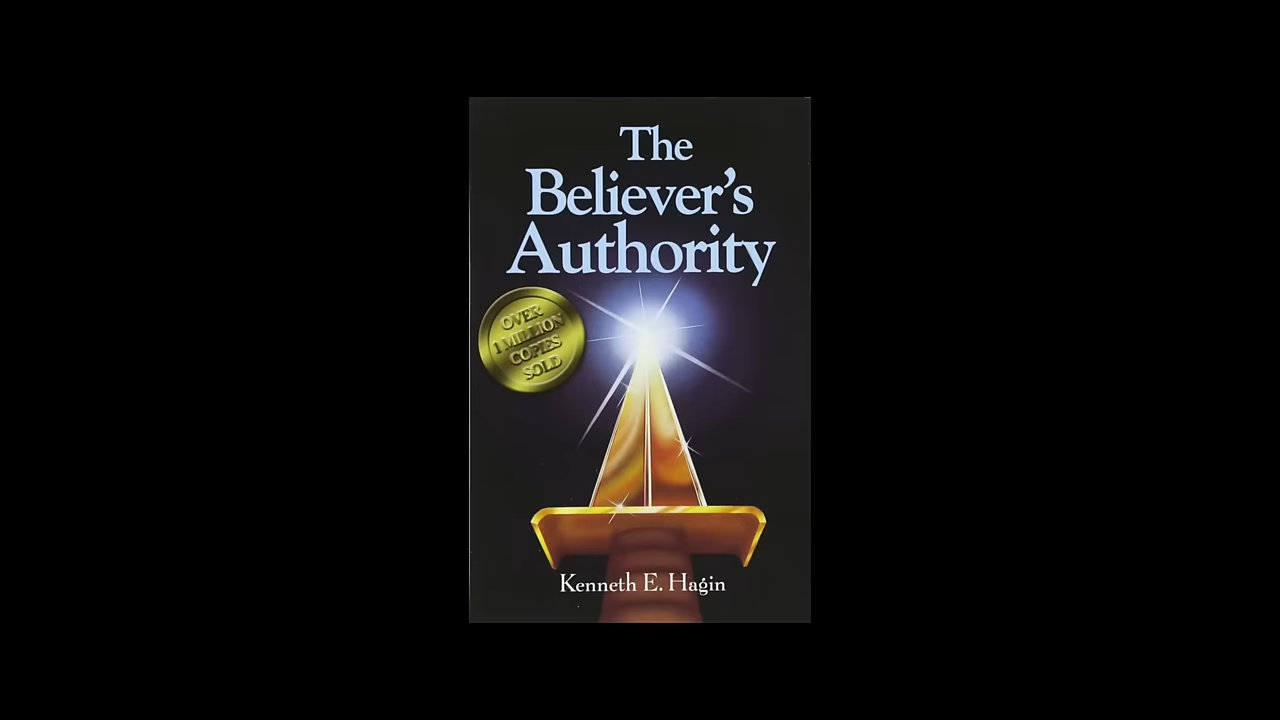 The
Believer's
Authority
OVER
1 MILLION
COPIES
SOLD
Kenneth E. Hagin